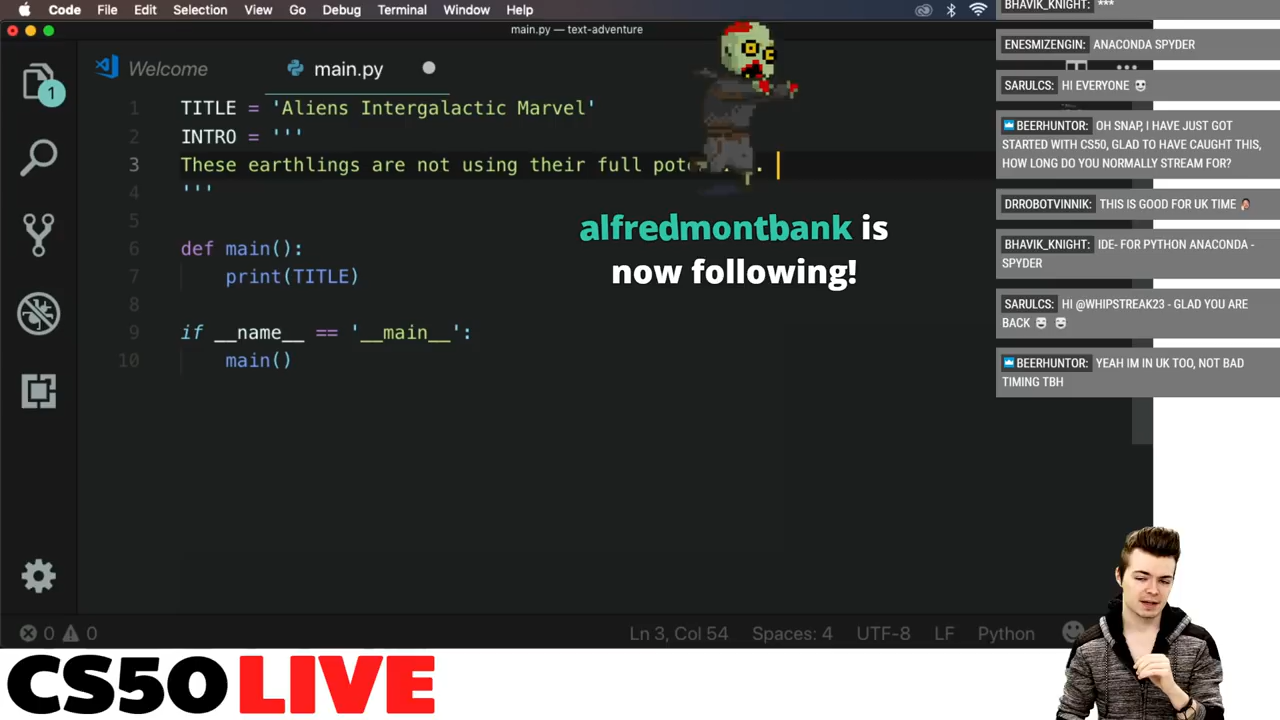 Code File Edit Selection View Go Debug Terminal Window Help
main.py — text-adventure
Welcome
main.py
1
1 TITLE = 'Aliens Intergalactic Marvel'
2 INTRO = '''
3 These earthlings are not using their full
4 '''
5
6 def main():
7 print(TITLE)
8
9 if __name__ == '__main__':
10 main()
alfredmontbank is
now following!
BHAVIK_KNIGHT: ***
ENESMIZENGIN: ANACONDA SPYDER
SARULCS: HI EVERYONE
BEERHUNTOR: OH SNAP, I HAVE JUST GOT
STARTED WITH CS50, GLAD TO HAVE CAUGHT THIS,
HOW LONG DO YOU NORMALLY STREAM FOR?
DRROBOTVINNIK: THIS IS GOOD FOR UK TIME
BHAVIK_KNIGHT: IDE- FOR PYTHON ANACONDA -
SPYDER
SARULCS: HI @WHIPSTREAK23 - GLAD YOU ARE
BACK
BEERHUNTOR: YEAH IM IN UK TOO, NOT BAD
TIMING TBH
0 0
Ln 3, Col 54 Spaces: 4 UTF-8 LF Python
CS50 LIVE